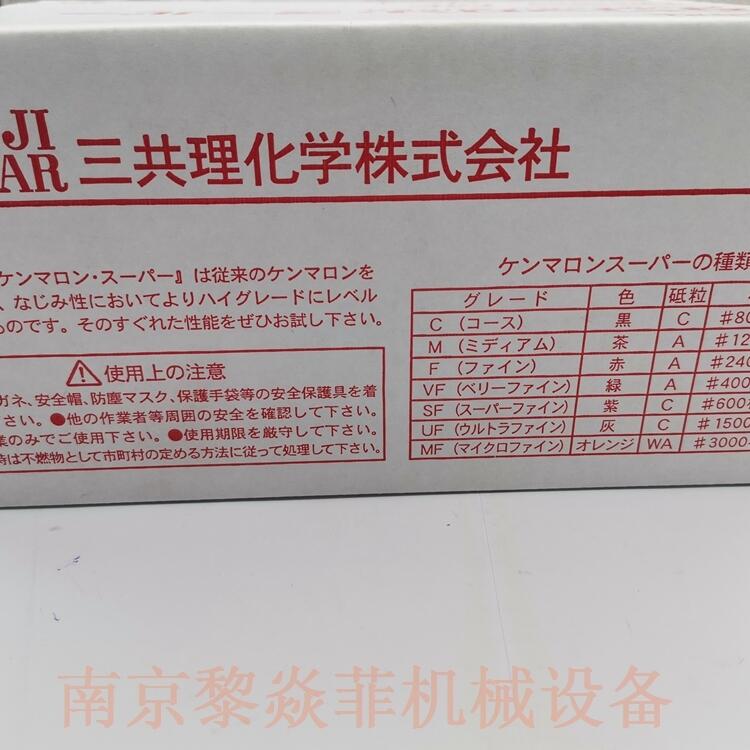 JI
AR 三共理化学株式会社
ケンマロン・スーパー』は従来のケンマロンを
、なじみ性においてよりハイグレードにレベル
ものです。そのすぐれた性能をぜひお試し下さい。
⚠使用上の注意
ガネ、安全帽、防塵マスク、保護手袋等の安全保護具を着
さい。●他の作業者等周囲の安全を確認して下さい。
業のみでご使用下さい。●使用期限を厳守して下さい。
時は不燃物として市町村の定める方法に従って処理して下さい。
ケンマロンスーパーの種類
グレード 色 砥粒
C (コース) 黒 C #80
M (ミディアム) 茶 A #12
F (ファイン) 赤 A #240
VF (ベリーファイン) 緑 A #400
SF (スーパーファイン) 紫 C #600
UF (ウルトラファイン) 灰 C #1500
MF (マイクロファイン) オレンジ WA #3000
南京黎焱菲机械设备